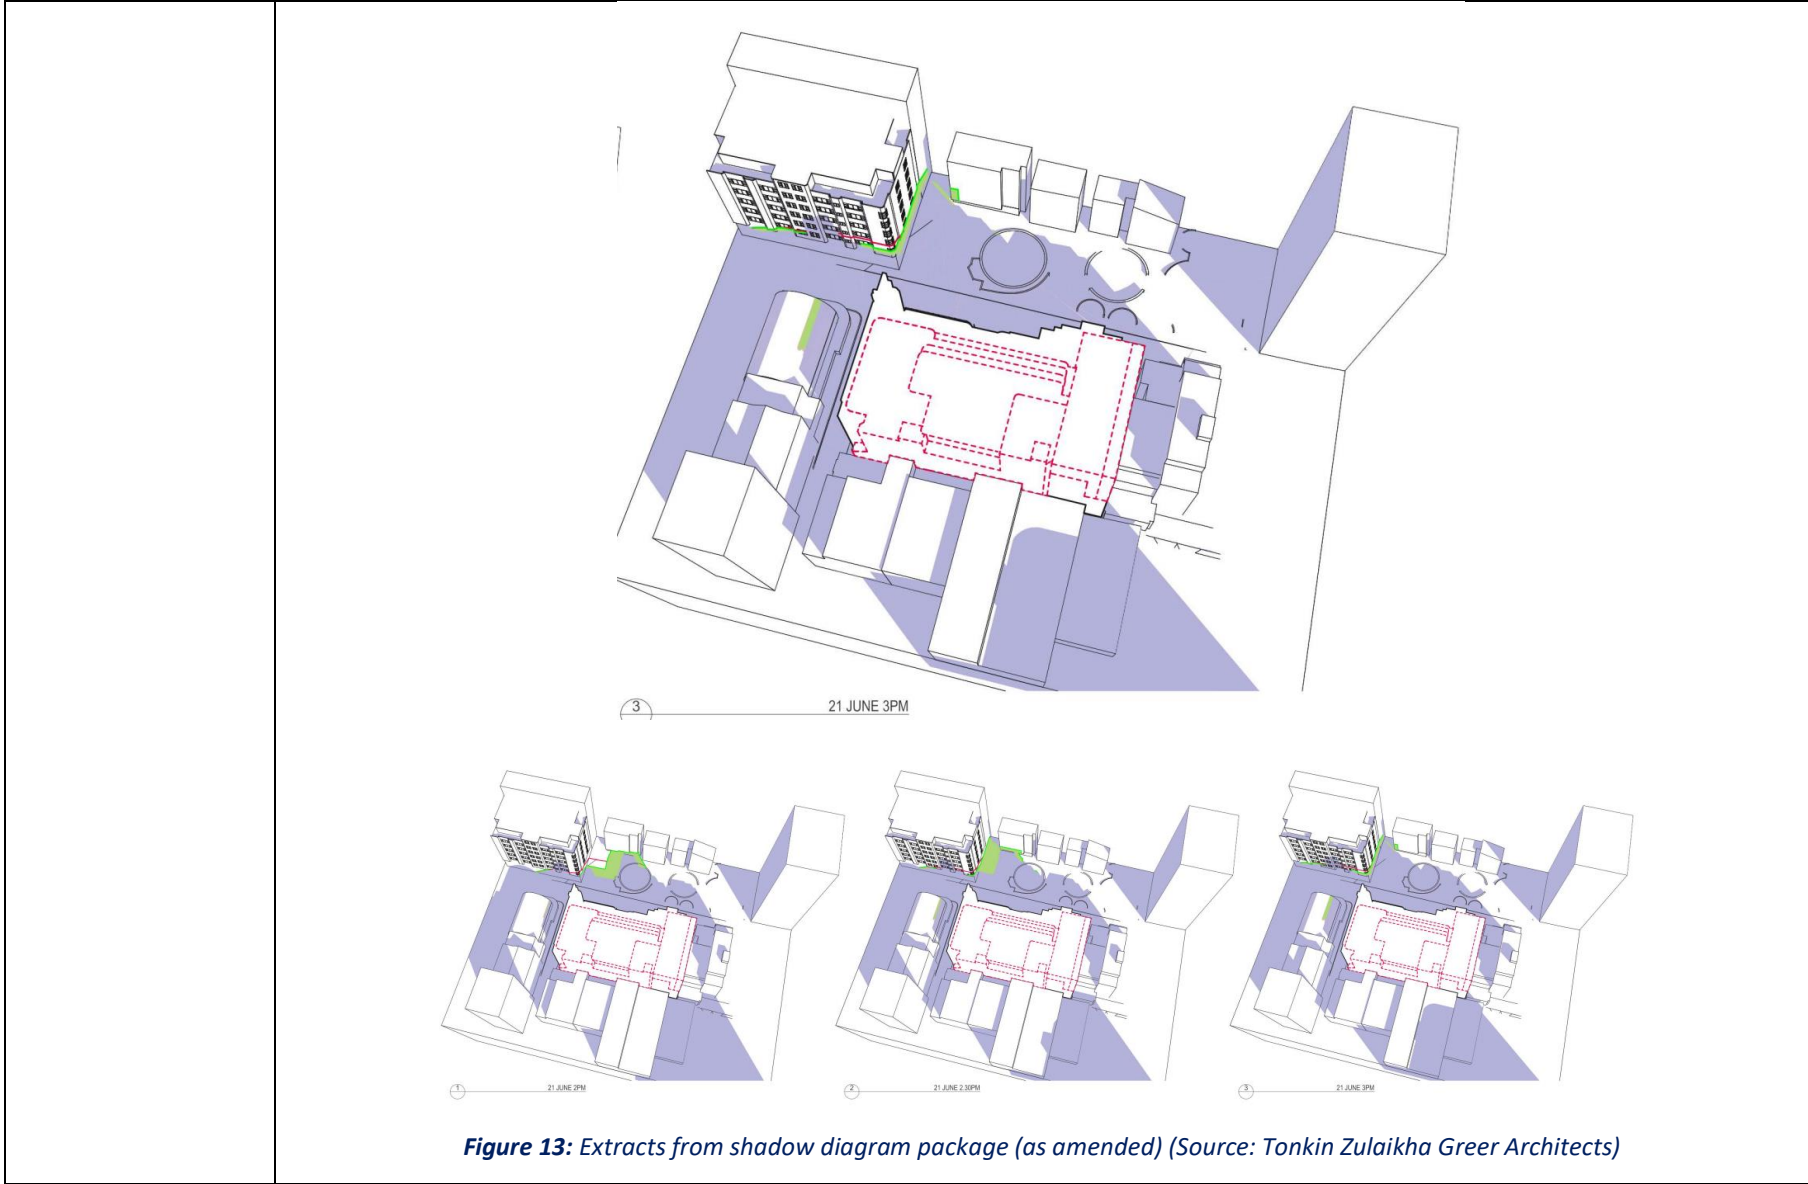 3
21 JUNE 3PM
1
21 JUNE 2PM
2
21 JUNE 2.30PM
3
21 JUNE 3PM
Figure 13: Extracts from shadow diagram package (as amended) (Source: Tonkin Zulaikha Greer Architects)